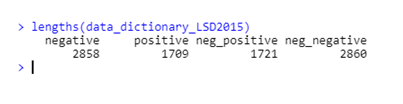 > lengths(data_dictionary_LSD2015)
negative positive neg_positive neg_negative
2858 1709 1721 2860
>